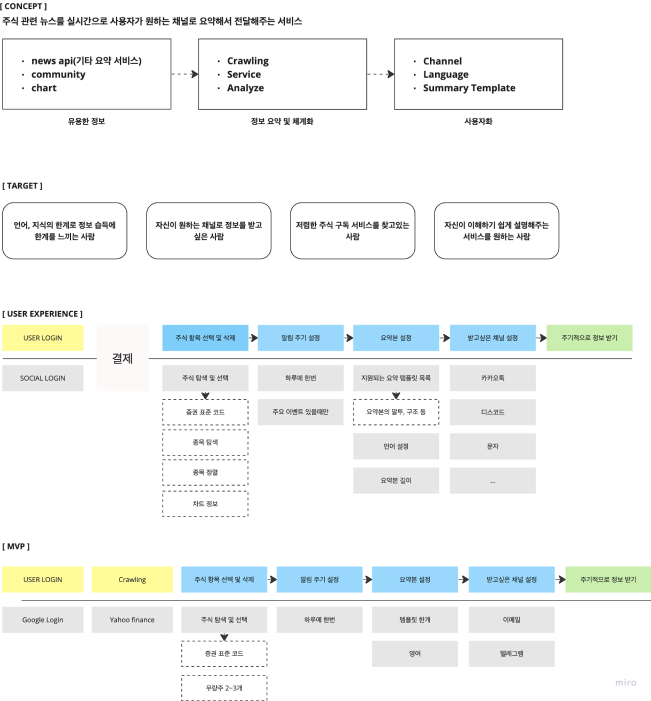 [ CONCEPT ]
주식 관련 뉴스를 실시간으로 사용자가 원하는 채널로 요약해서 전달해주는 서비스
· news api(기타 요약 서비스)
· community
· chart
· Crawling
· Service
· Analyze
· Channel
· Language
· Summary Template
유용한 정보
정보 요약 및 체계화
사용자화
[ TARGET ]
언어, 지식의 한계로 정보 습득에
한계를 느끼는 사람
자신이 원하는 채널로 정보를 받고
싶은 사람
저렴한 주식 구독 서비스를 찾고있는
사람
자신이 이해하기 쉽게 설명해주는
서비스를 원하는 사람
[ USER EXPERIENCE ]
USER LOGIN
결제
주식 항목 선택 및 삭제
알림 주기 설정
요약본 설정
받고싶은 채널 설정
주기적으로 정보 받기
SOCIAL LOGIN
주식 탐색 및 선택
하루에 한번
지원되는 요약 템플릿 목록
카카오톡
증권 표준 코드
주요 이벤트 있을때만
요약본의 말투, 구조 등
디스코드
종목 탐색
언어 설정
문자
종목 정렬
요약본 길이
...
차트 정보
[ MVP ]
USER LOGIN
Crawling
주식 항목 선택 및 삭제
알림 주기 설정
요약본 설정
받고싶은 채널 설정
주기적으로 정보 받기
Google Login
Yahoo finance
주식 탐색 및 선택
하루에 한번
템플릿 한개
이메일
증권 표준 코드
영어
텔레그램
우량주 2~3개
miro